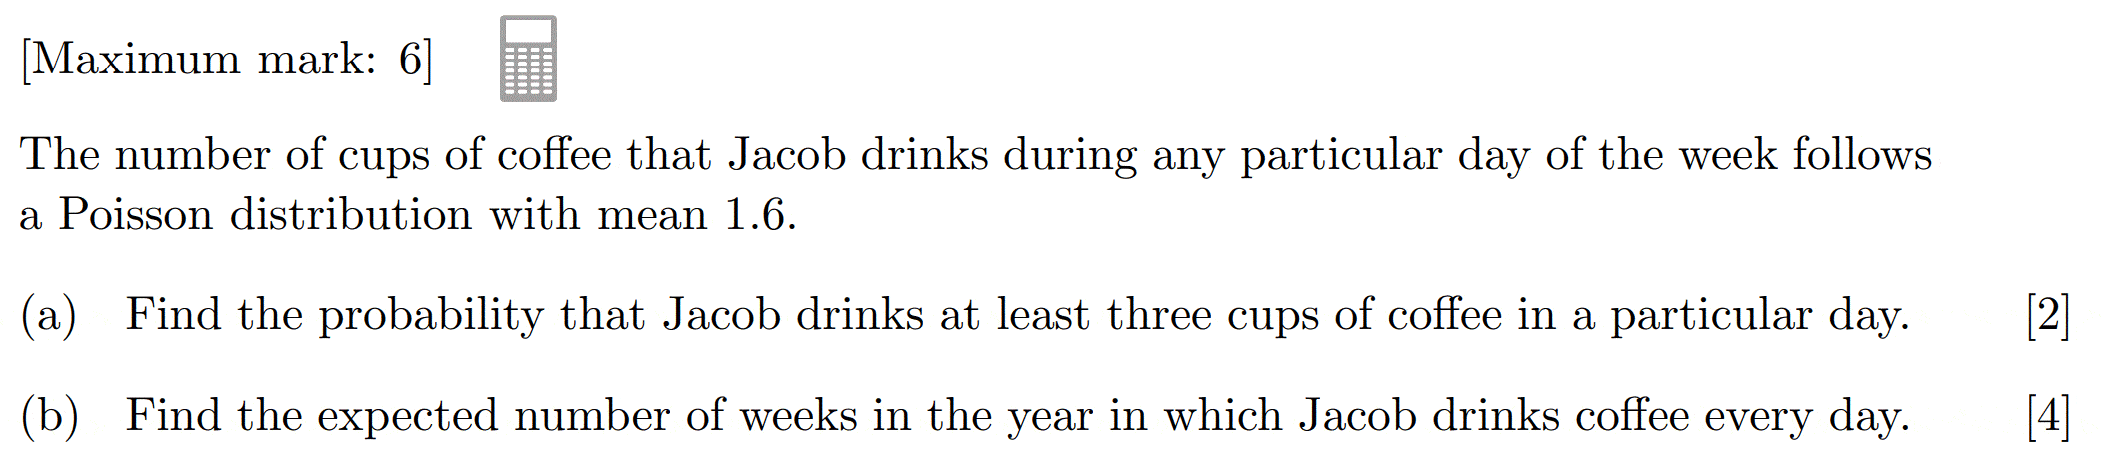 [Maximum mark: 6]
The number of cups of coffee that Jacob drinks during any particular day of the week follows
a Poisson distribution with mean 1.6.
(a) Find the probability that Jacob drinks at least three cups of coffee in a particular day. [2]
(b) Find the expected number of weeks in the year in which Jacob drinks coffee every day. [4]